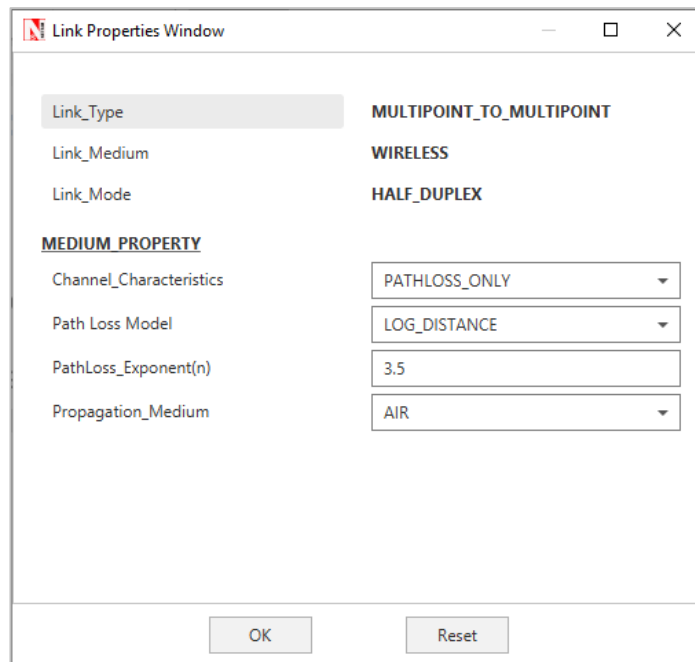 Link Properties Window
Link_Type MULTIPOINT_TO_MULTIPOINT
Link_Medium WIRELESS
Link_Mode HALF_DUPLEX
MEDIUM_PROPERTY
Channel_Characteristics PATHLOSS_ONLY
Path Loss Model LOG_DISTANCE
PathLoss_Exponent(n) 3.5
Propagation_Medium AIR
OK Reset